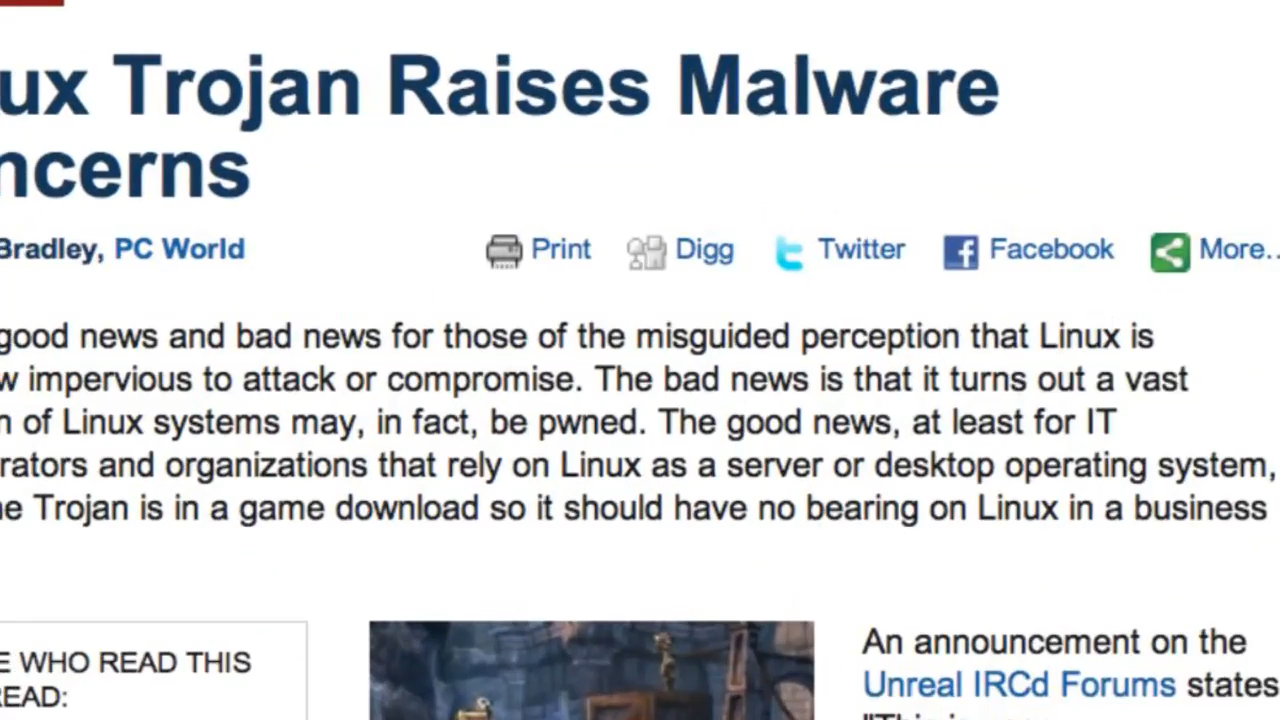 ux Trojan Raises Malware
ncerns
Bradley, PC World
Print Digg Twitter Facebook More..
good news and bad news for those of the misguided perception that Linux is
w impervious to attack or compromise. The bad news is that it turns out a vast
n of Linux systems may, in fact, be pwned. The good news, at least for IT
rators and organizations that rely on Linux as a server or desktop operating system,
e Trojan is in a game download so it should have no bearing on Linux in a business
E WHO READ THIS
READ:
An announcement on the
Unreal IRCd Forums states